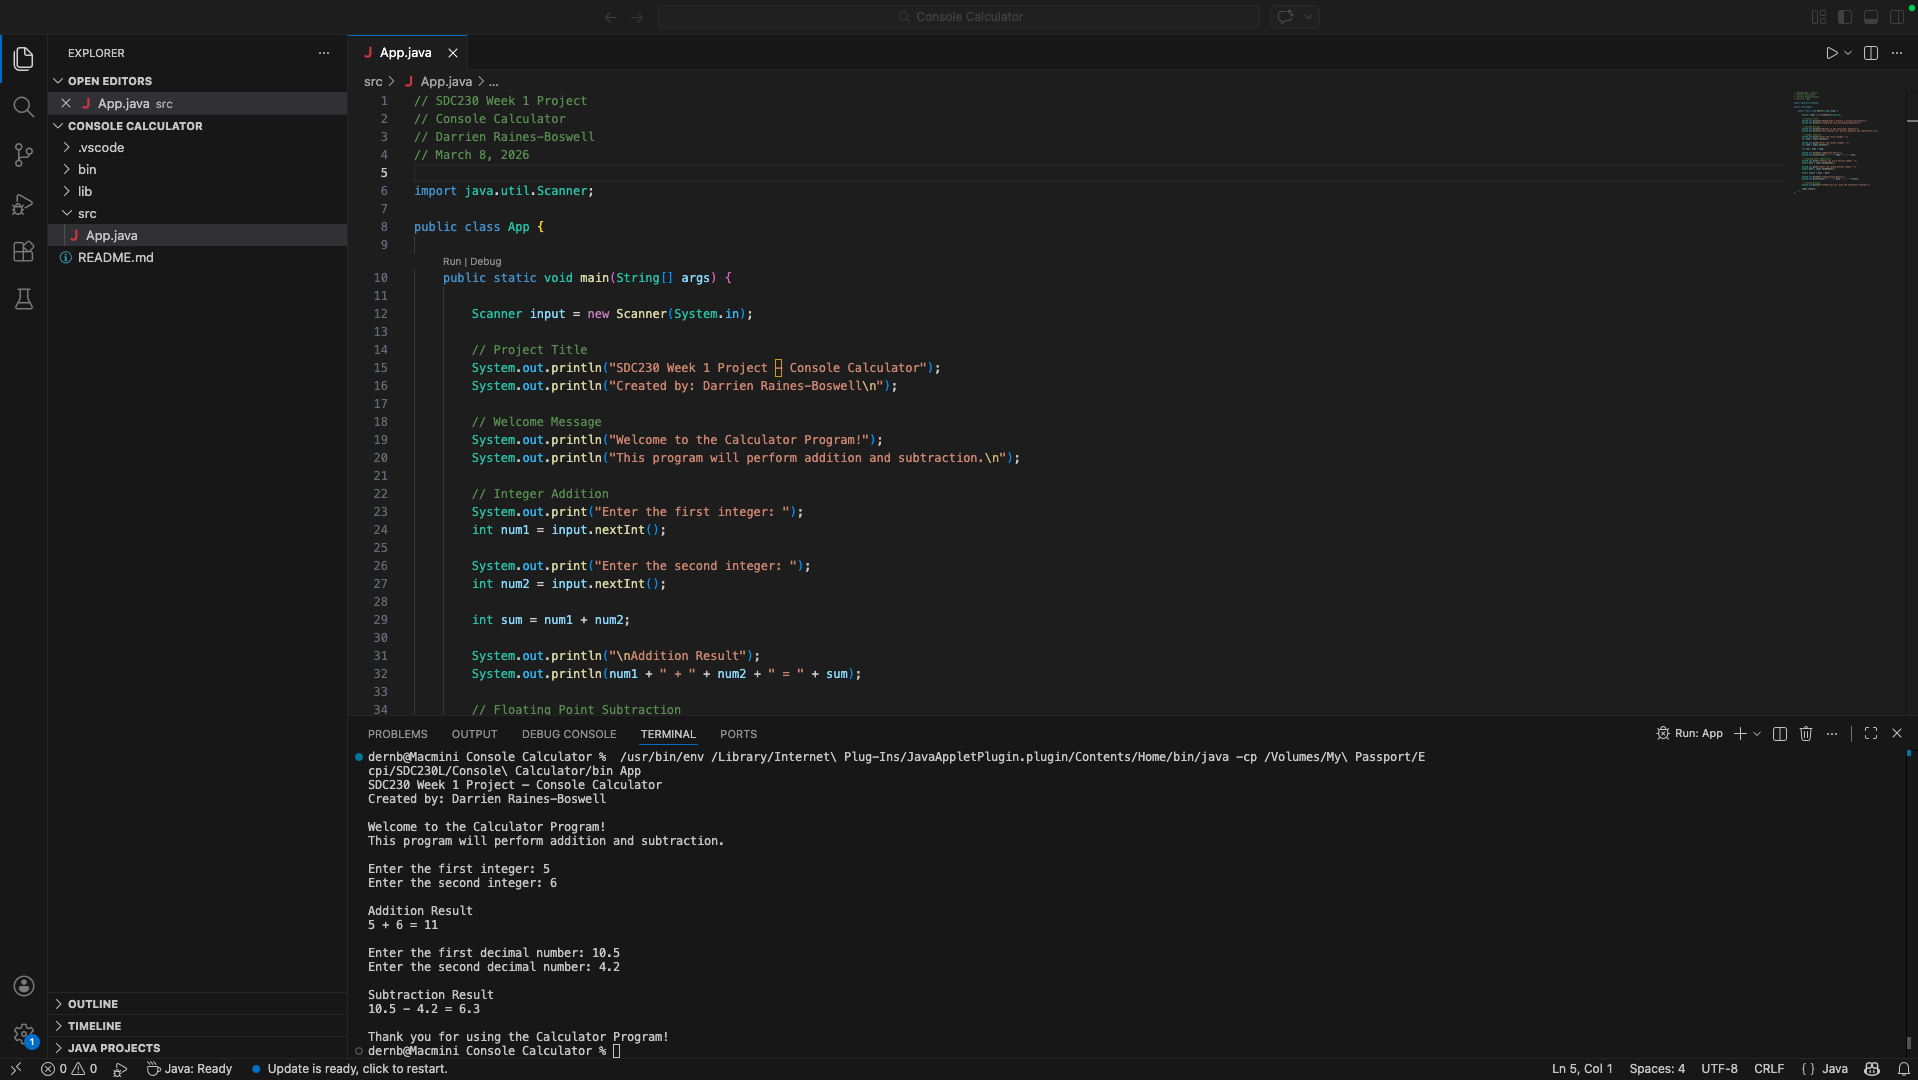 Console Calculator
EXPLORER
OPEN EDITORS
J App.java src
CONSOLE CALCULATOR
.vscode
bin
lib
src
J App.java
README.md
OUTLINE
TIMELINE
JAVA PROJECTS
J App.java
src > J App.java > ...
1 // SDC230 Week 1 Project
2 // Console Calculator
3 // Darrien Raines-Boswell
4 // March 8, 2026
5
6 import java.util.Scanner;
7
8 public class App {
9
Run | Debug
10 public static void main(String[] args) {
11
12 Scanner input = new Scanner(System.in);
13
14 // Project Title
15 System.out.println("SDC230 Week 1 Project – Console Calculator");
16 System.out.println("Created by: Darrien Raines-Boswell\n");
17
18 // Welcome Message
19 System.out.println("Welcome to the Calculator Program!");
20 System.out.println("This program will perform addition and subtraction.\n");
21
22 // Integer Addition
23 System.out.print("Enter the first integer: ");
24 int num1 = input.nextInt();
25
26 System.out.print("Enter the second integer: ");
27 int num2 = input.nextInt();
28
29 int sum = num1 + num2;
30
31 System.out.println("\nAddition Result");
32 System.out.println(num1 + " + " + num2 + " = " + sum);
33
34 // Floating Point Subtraction
PROBLEMS OUTPUT DEBUG CONSOLE TERMINAL PORTS
Run: App
dernb@Macmini Console Calculator % /usr/bin/env /Library/Internet\ Plug-Ins/JavaAppletPlugin.plugin/Contents/Home/bin/java -cp /Volumes/My\ Passport/E
cpi/SDC230L/Console\ Calculator/bin App
SDC230 Week 1 Project – Console Calculator
Created by: Darrien Raines-Boswell
Welcome to the Calculator Program!
This program will perform addition and subtraction.
Enter the first integer: 5
Enter the second integer: 6
Addition Result
5 + 6 = 11
Enter the first decimal number: 10.5
Enter the second decimal number: 4.2
Subtraction Result
10.5 - 4.2 = 6.3
Thank you for using the Calculator Program!
dernb@Macmini Console Calculator %
1
0 0 Java: Ready Update is ready, click to restart. Ln 5, Col 1 Spaces: 4 UTF-8 CRLF { } Java